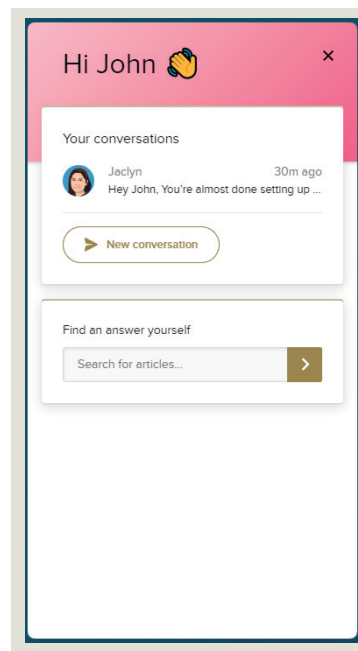 Hi John 👋
Your conversations
Jaclyn 30m ago
Hey John, You're almost done setting up ...
New conversation
Find an answer yourself
Search for articles...